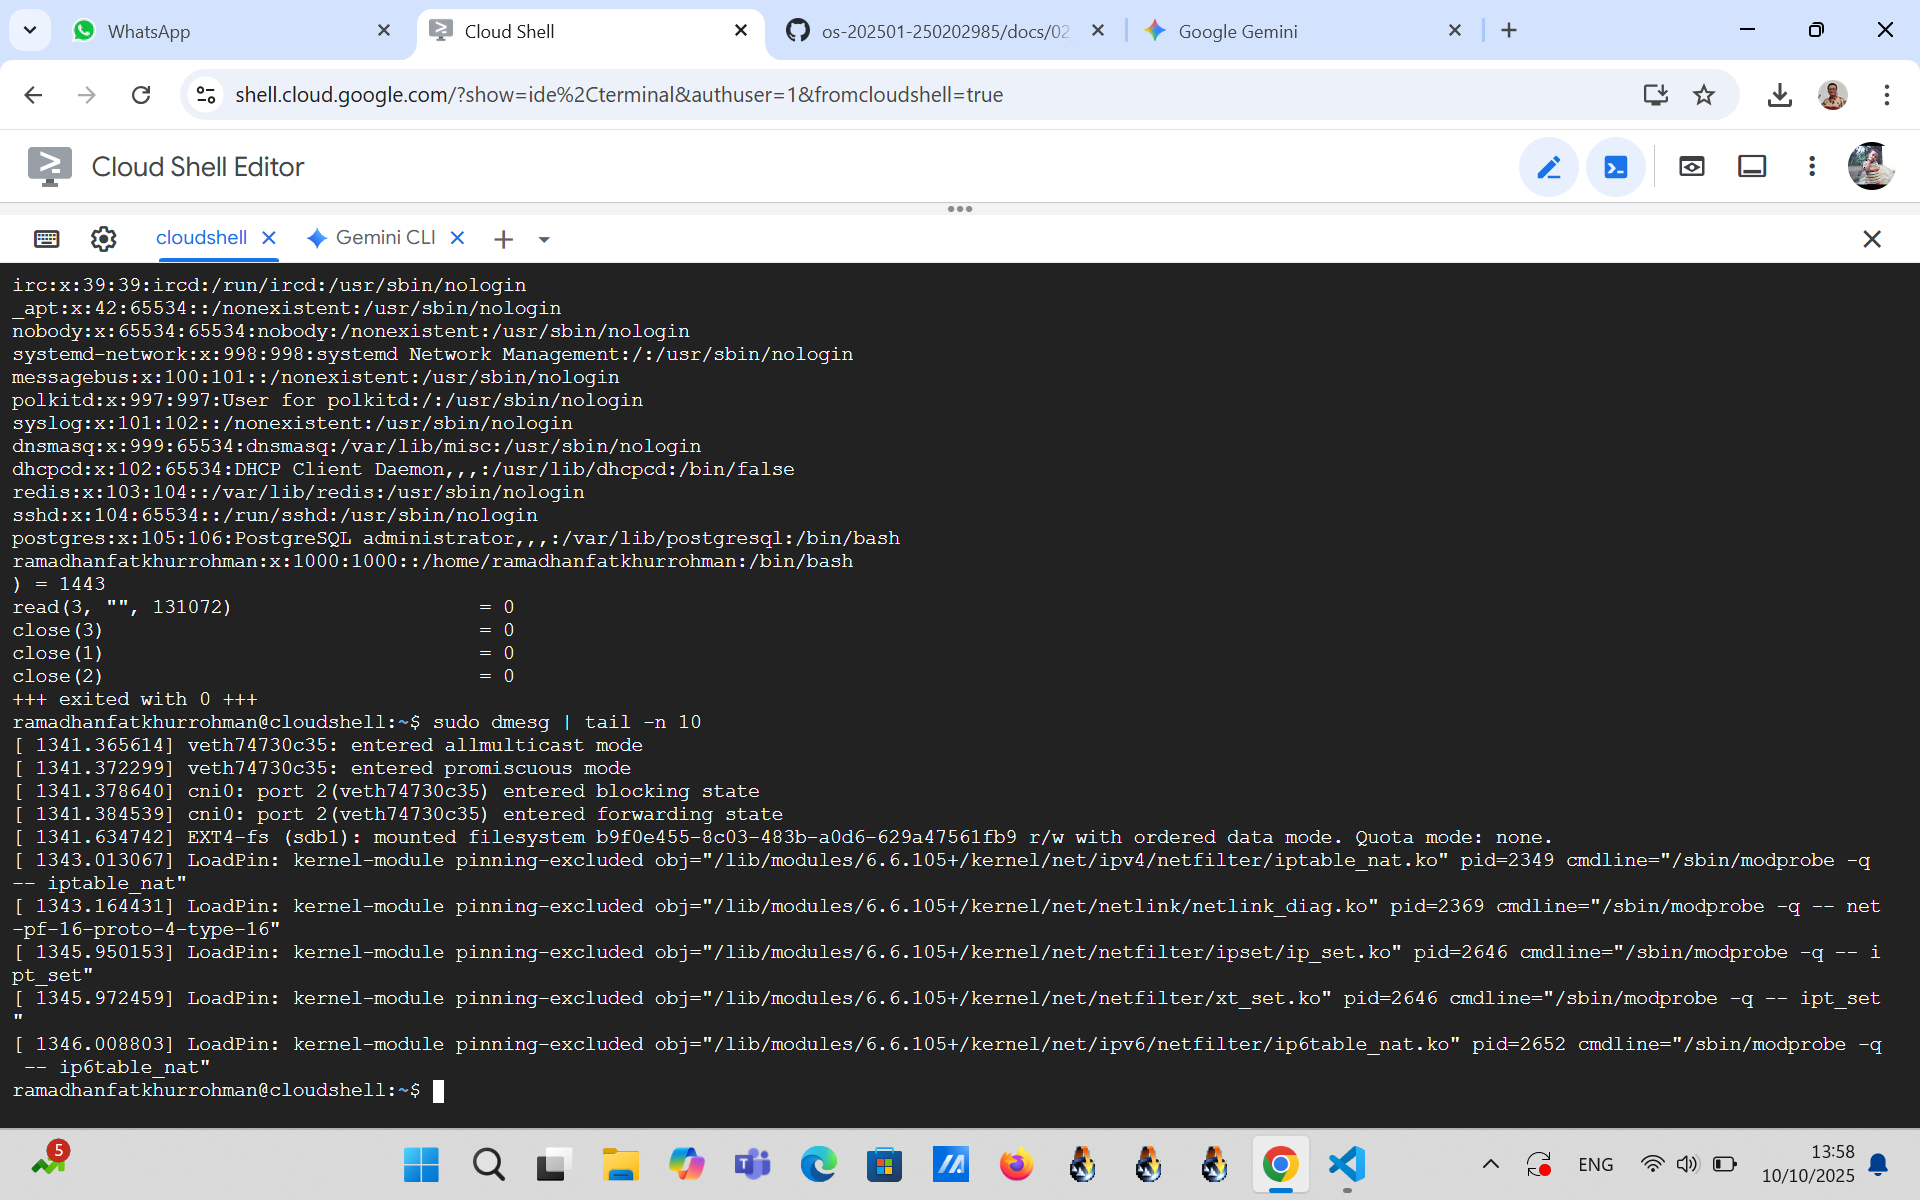 WhatsApp
Cloud Shell
os-202501-250202985/docs/02
Google Gemini
shell.cloud.google.com/?show=ide%2Cterminal&authuser=1&fromcloudshell=true
Cloud Shell Editor
cloudshell
Gemini CLI
irc:x:39:39:ircd:/run/ircd:/usr/sbin/nologin
_apt:x:42:65534::/nonexistent:/usr/sbin/nologin
nobody:x:65534:65534:nobody:/nonexistent:/usr/sbin/nologin
systemd-network:x:998:998:systemd Network Management:/:/usr/sbin/nologin
messagebus:x:100:101::/nonexistent:/usr/sbin/nologin
polkitd:x:997:997:User for polkitd:/:/usr/sbin/nologin
syslog:x:101:102::/nonexistent:/usr/sbin/nologin
dnsmasq:x:999:65534:dnsmasq:/var/lib/misc:/usr/sbin/nologin
dhcpcd:x:102:65534:DHCP Client Daemon,,,:/usr/lib/dhcpcd:/bin/false
redis:x:103:104::/var/lib/redis:/usr/sbin/nologin
sshd:x:104:65534::/run/sshd:/usr/sbin/nologin
postgres:x:105:106:PostgreSQL administrator,,,:/var/lib/postgresql:/bin/bash
ramadhanfatkhurrohman:x:1000:1000::/home/ramadhanfatkhurrohman:/bin/bash
) = 1443
read(3, "", 131072) = 0
close(3) = 0
close(1) = 0
close(2) = 0
+++ exited with 0 +++
ramadhanfatkhurrohman@cloudshell:~$ sudo dmesg | tail -n 10
[ 1341.365614] veth74730c35: entered allmulticast mode
[ 1341.372299] veth74730c35: entered promiscuous mode
[ 1341.378640] cni0: port 2(veth74730c35) entered blocking state
[ 1341.384539] cni0: port 2(veth74730c35) entered forwarding state
[ 1341.634742] EXT4-fs (sdb1): mounted filesystem b9f0e455-8c03-483b-a0d6-629a47561fb9 r/w with ordered data mode. Quota mode: none.
[ 1343.013067] LoadPin: kernel-module pinning-excluded obj="/lib/modules/6.6.105+/kernel/net/ipv4/netfilter/iptable_nat.ko" pid=2349 cmdline="/sbin/modprobe -q
-- iptable_nat"
[ 1343.164431] LoadPin: kernel-module pinning-excluded obj="/lib/modules/6.6.105+/kernel/net/netlink/netlink_diag.ko" pid=2369 cmdline="/sbin/modprobe -q -- net
-pf-16-proto-4-type-16"
[ 1345.950153] LoadPin: kernel-module pinning-excluded obj="/lib/modules/6.6.105+/kernel/net/netfilter/ipset/ip_set.ko" pid=2646 cmdline="/sbin/modprobe -q -- i
pt_set"
[ 1345.972459] LoadPin: kernel-module pinning-excluded obj="/lib/modules/6.6.105+/kernel/net/netfilter/xt_set.ko" pid=2646 cmdline="/sbin/modprobe -q -- ipt_set
"
[ 1346.008803] LoadPin: kernel-module pinning-excluded obj="/lib/modules/6.6.105+/kernel/net/ipv6/netfilter/ip6table_nat.ko" pid=2652 cmdline="/sbin/modprobe -q
-- ip6table_nat"
ramadhanfatkhurrohman@cloudshell:~$
5
ENG
13:58
10/10/2025